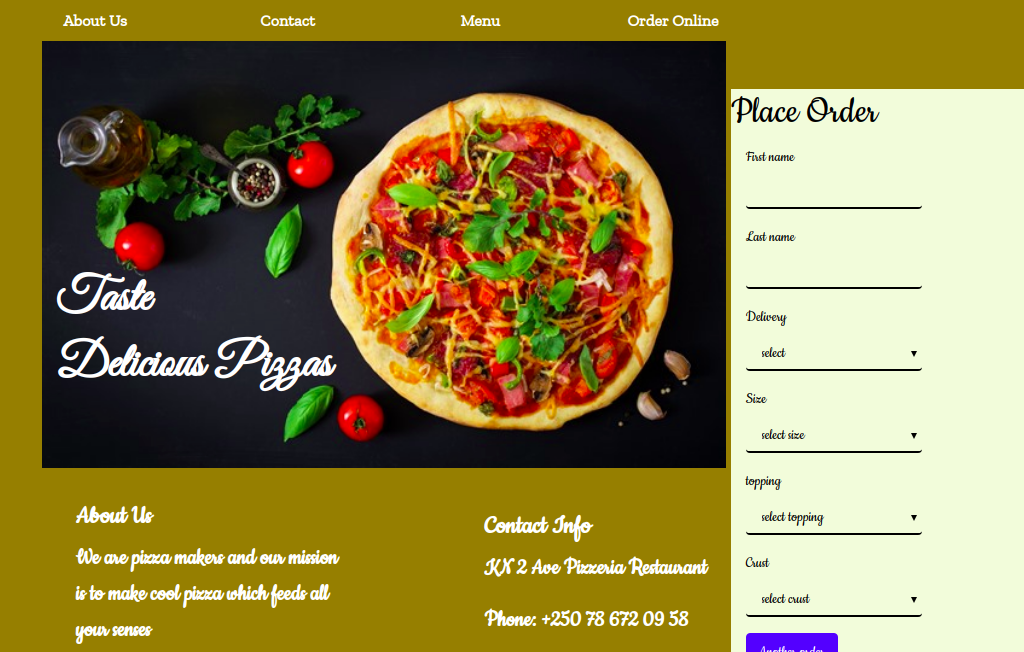 About Us
Contact
Menu
Order Online
Taste
Delicious Pizzas
Place Order
First name
Last name
Delivery
select
Size
select size
topping
select topping
Crust
select crust
Another order
About Us
We are pizza makers and our mission
is to make cool pizza which feeds all
your senses
Contact Info
KN 2 Ave Pizzeria Restaurant
Phone: +250 78 672 09 58